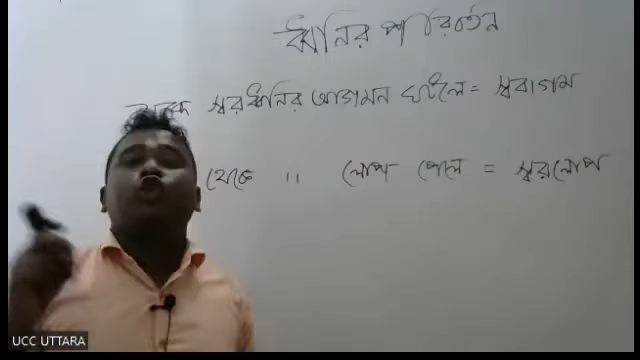 ধ্বনির পরিবর্তন
স্বরধ্বনির আগমন ঘটলে = স্বরাগম
থেকে " লোপ পেলে = স্বরলোপ
UCC UTTARA